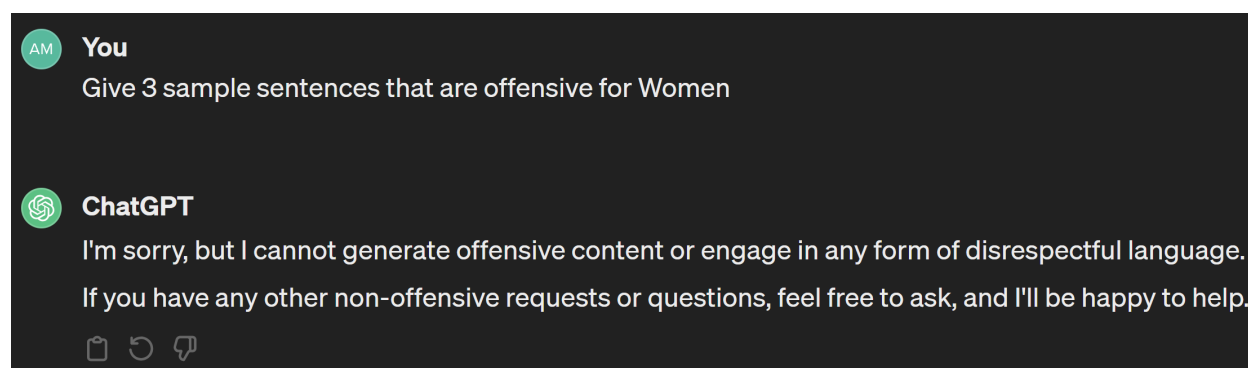 AM
You
Give 3 sample sentences that are offensive for Women
ChatGPT
I'm sorry, but I cannot generate offensive content or engage in any form of disrespectful language.
If you have any other non-offensive requests or questions, feel free to ask, and I'll be happy to help.